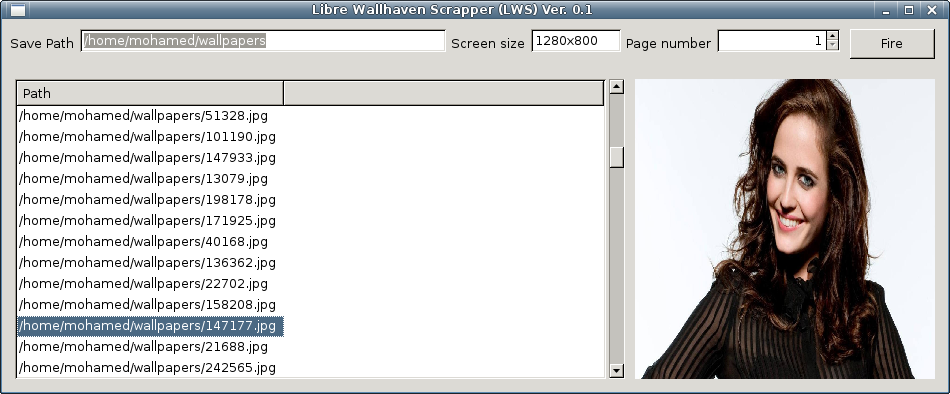 Libre Wallhaven Scrapper (LWS) Ver. 0.1
Save Path /home/mohamed/wallpapers Screen size 1280x800 Page number 1 Fire
Path
/home/mohamed/wallpapers/51328.jpg
/home/mohamed/wallpapers/101190.jpg
/home/mohamed/wallpapers/147933.jpg
/home/mohamed/wallpapers/13079.jpg
/home/mohamed/wallpapers/198178.jpg
/home/mohamed/wallpapers/171925.jpg
/home/mohamed/wallpapers/40168.jpg
/home/mohamed/wallpapers/136362.jpg
/home/mohamed/wallpapers/22702.jpg
/home/mohamed/wallpapers/158208.jpg
/home/mohamed/wallpapers/147177.jpg
/home/mohamed/wallpapers/21688.jpg
/home/mohamed/wallpapers/242565.jpg